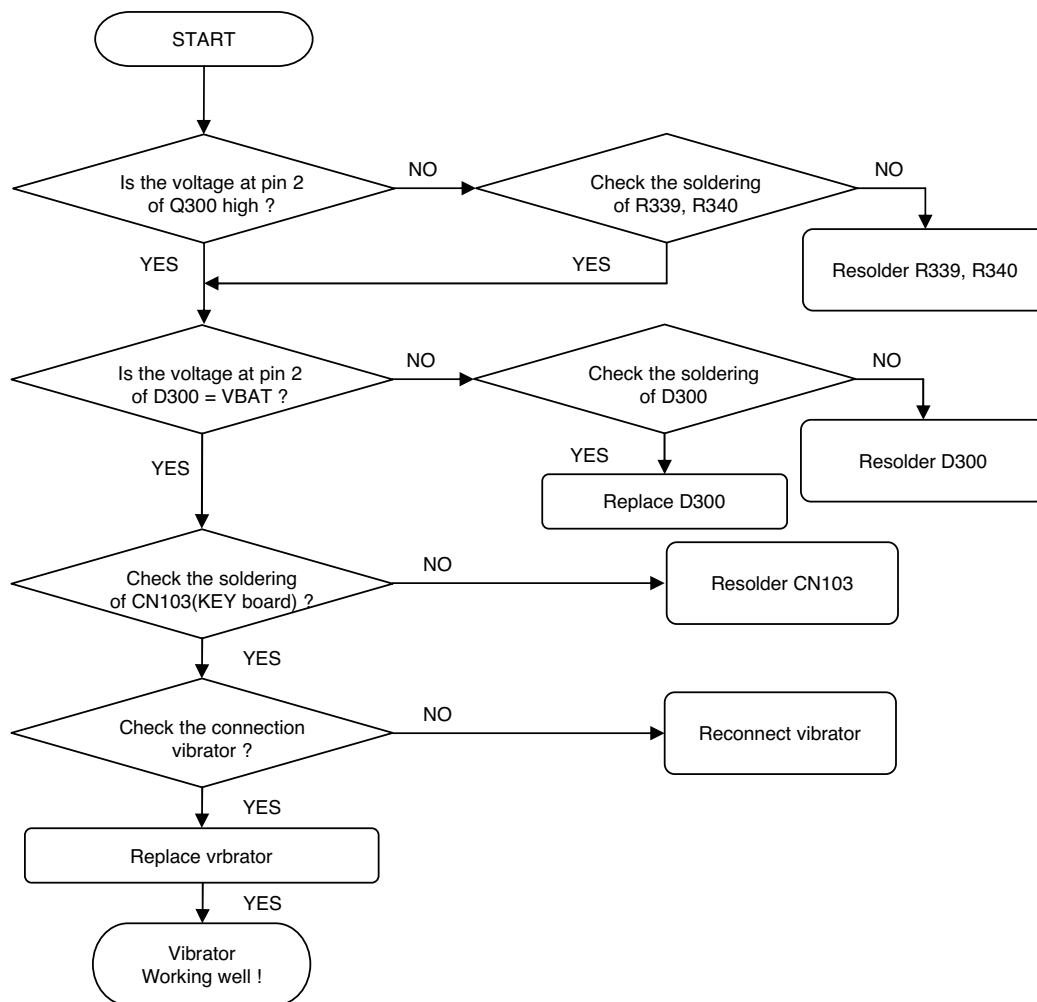 START
Is the voltage at pin 2
of Q300 high ?
NO
Check the soldering
of R339, R340
NO
Resolder R339, R340
YES
YES
Is the voltage at pin 2
of D300 = VBAT ?
NO
Check the soldering
of D300
NO
Resolder D300
YES
YES
Replace D300
Check the soldering
of CN103(KEY board) ?
NO
Resolder CN103
YES
Check the connection
vibrator ?
NO
Reconnect vibrator
YES
Replace vrbrator
YES
Vibrator
Working well !